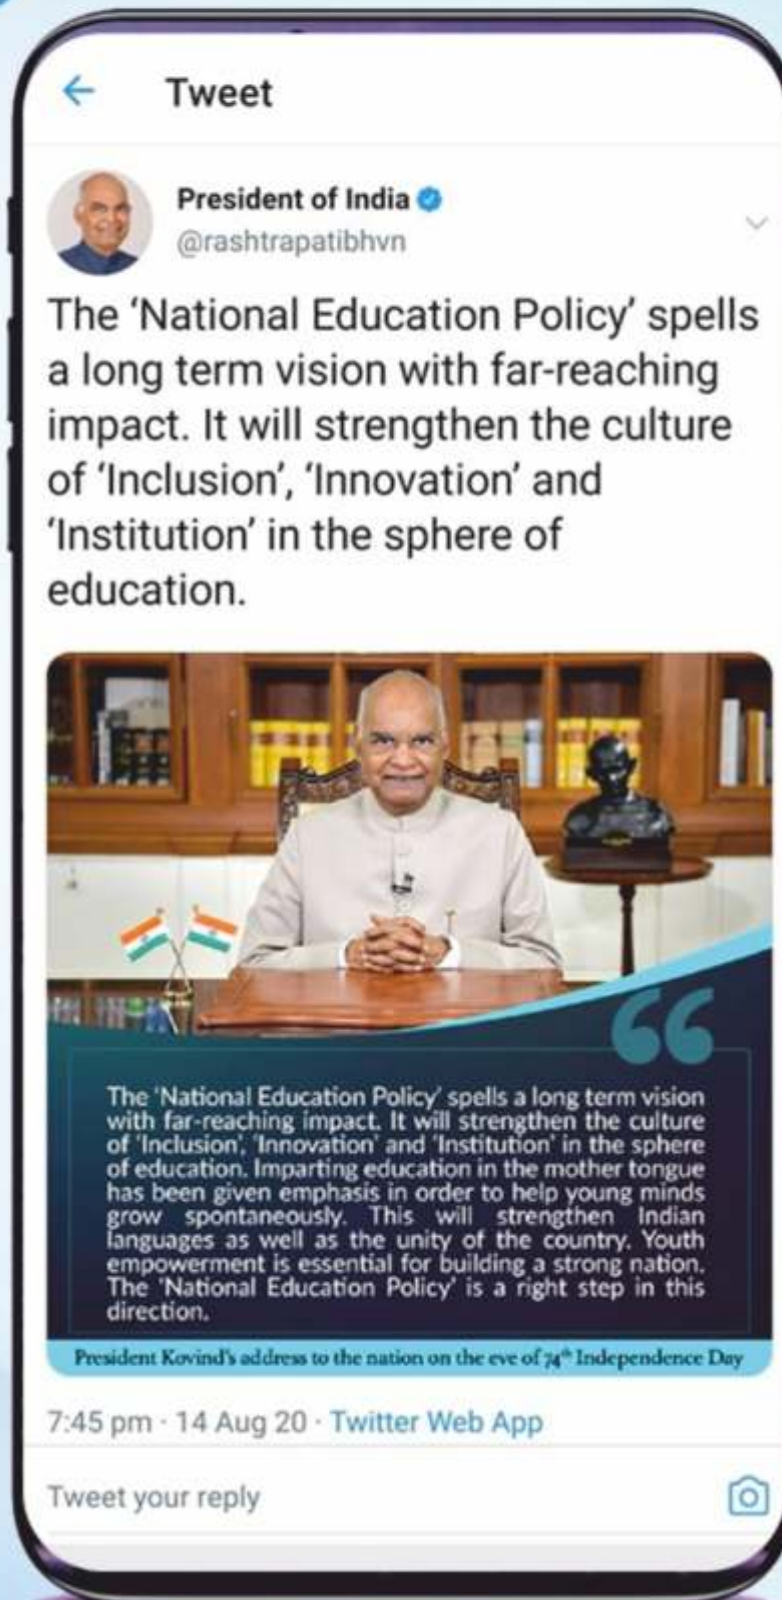 Tweet
President of India
@rashtrapatibhvn
The ‘National Education Policy’ spells
a long term vision with far-reaching
impact. It will strengthen the culture
of ‘Inclusion’, ‘Innovation’ and
‘Institution’ in the sphere of
education.
The ‘National Education Policy’ spells a long term vision
with far-reaching impact. It will strengthen the culture
of ‘Inclusion’, ‘Innovation’ and ‘Institution’ in the sphere
of education. Imparting education in the mother tongue
has been given emphasis in order to help young minds
grow spontaneously. This will strengthen Indian
languages as well as the unity of the country. Youth
empowerment is essential for building a strong nation.
The ‘National Education Policy’ is a right step in this
direction.
President Kovind's address to the nation on the eve of 74th Independence Day
7:45 pm · 14 Aug 20 · Twitter Web App
Tweet your reply